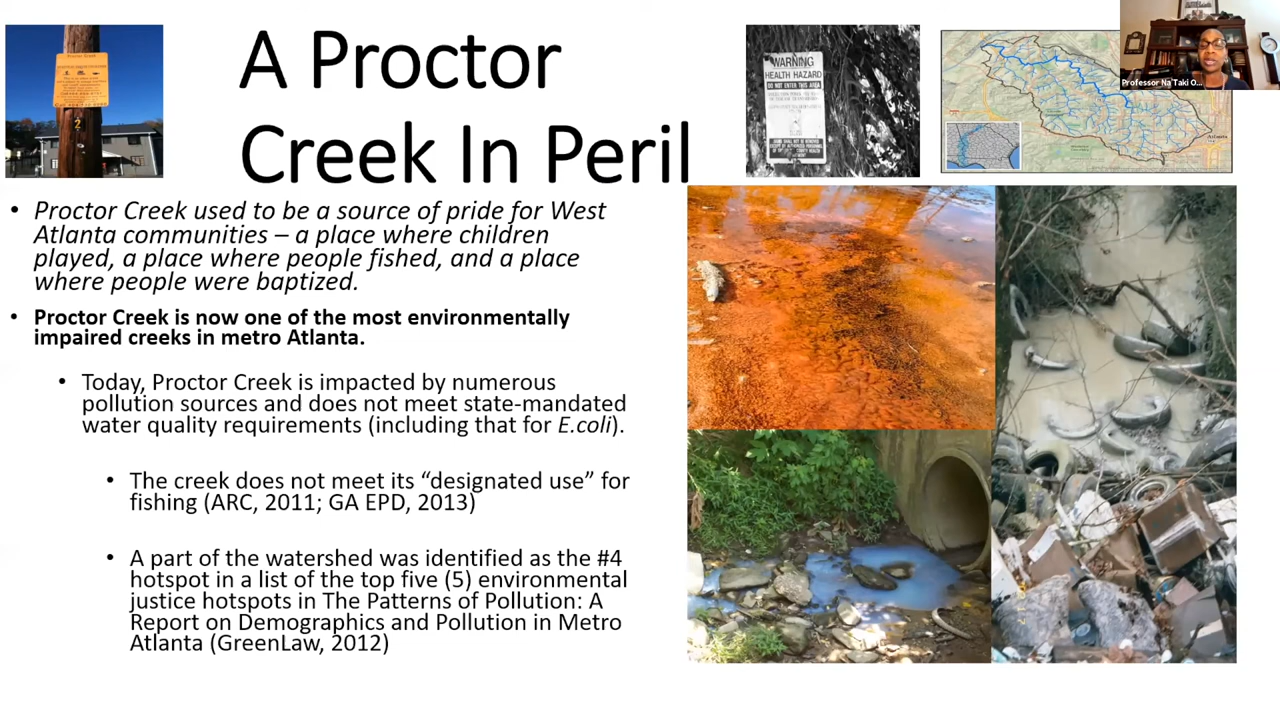 A Proctor
Creek In Peril
WARNING
HEALTH HAZARD
DO NOT ENTER THIS AREA
Atlanta
Professor Na'Taki O...
• Proctor Creek used to be a source of pride for West
Atlanta communities – a place where children
played, a place where people fished, and a place
where people were baptized.
• Proctor Creek is now one of the most environmentally
impaired creeks in metro Atlanta.
• Today, Proctor Creek is impacted by numerous
pollution sources and does not meet state-mandated
water quality requirements (including that for E.coli).
• The creek does not meet its “designated use” for
fishing (ARC, 2011; GA EPD, 2013)
• A part of the watershed was identified as the #4
hotspot in a list of the top five (5) environmental
justice hotspots in The Patterns of Pollution: A
Report on Demographics and Pollution in Metro
Atlanta (GreenLaw, 2012)